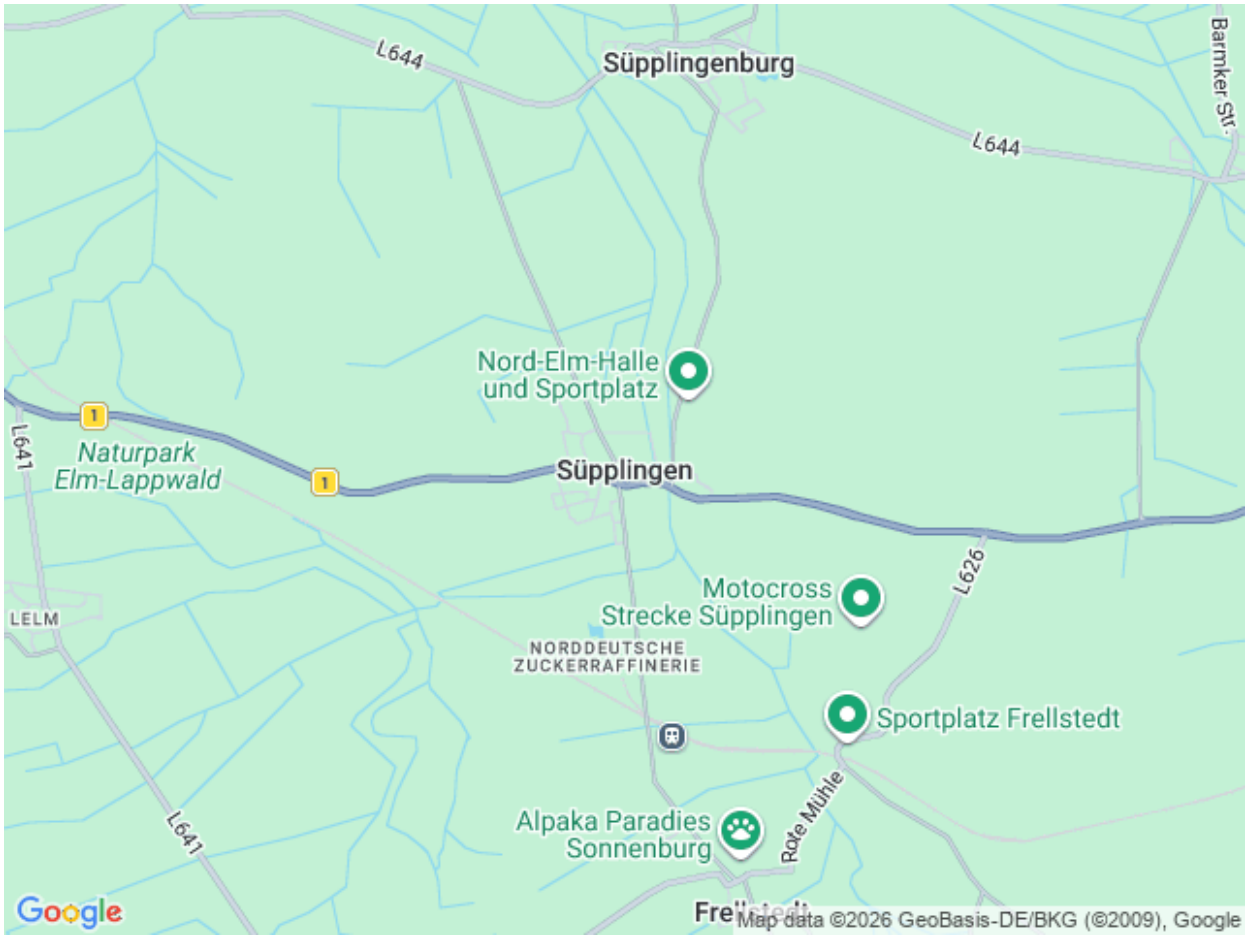 Süpplingenburg
L644
L644
Barmker Str.
Nord-Elm-Halle
und Sportplatz
1
L641
Naturpark
Elm-Lappwald
1
Süpplingen
L626
Motocross
Strecke Süpplingen
LELM
NORDDEUTSCHE
ZUCKERRAFFINERIE
Sportplatz Frellstedt
L641
Alpaka Paradies
Sonnenburg
Rote Mühle
Frellstedt
Google
Map data ©2026 GeoBasis-DE/BKG (©2009), Google